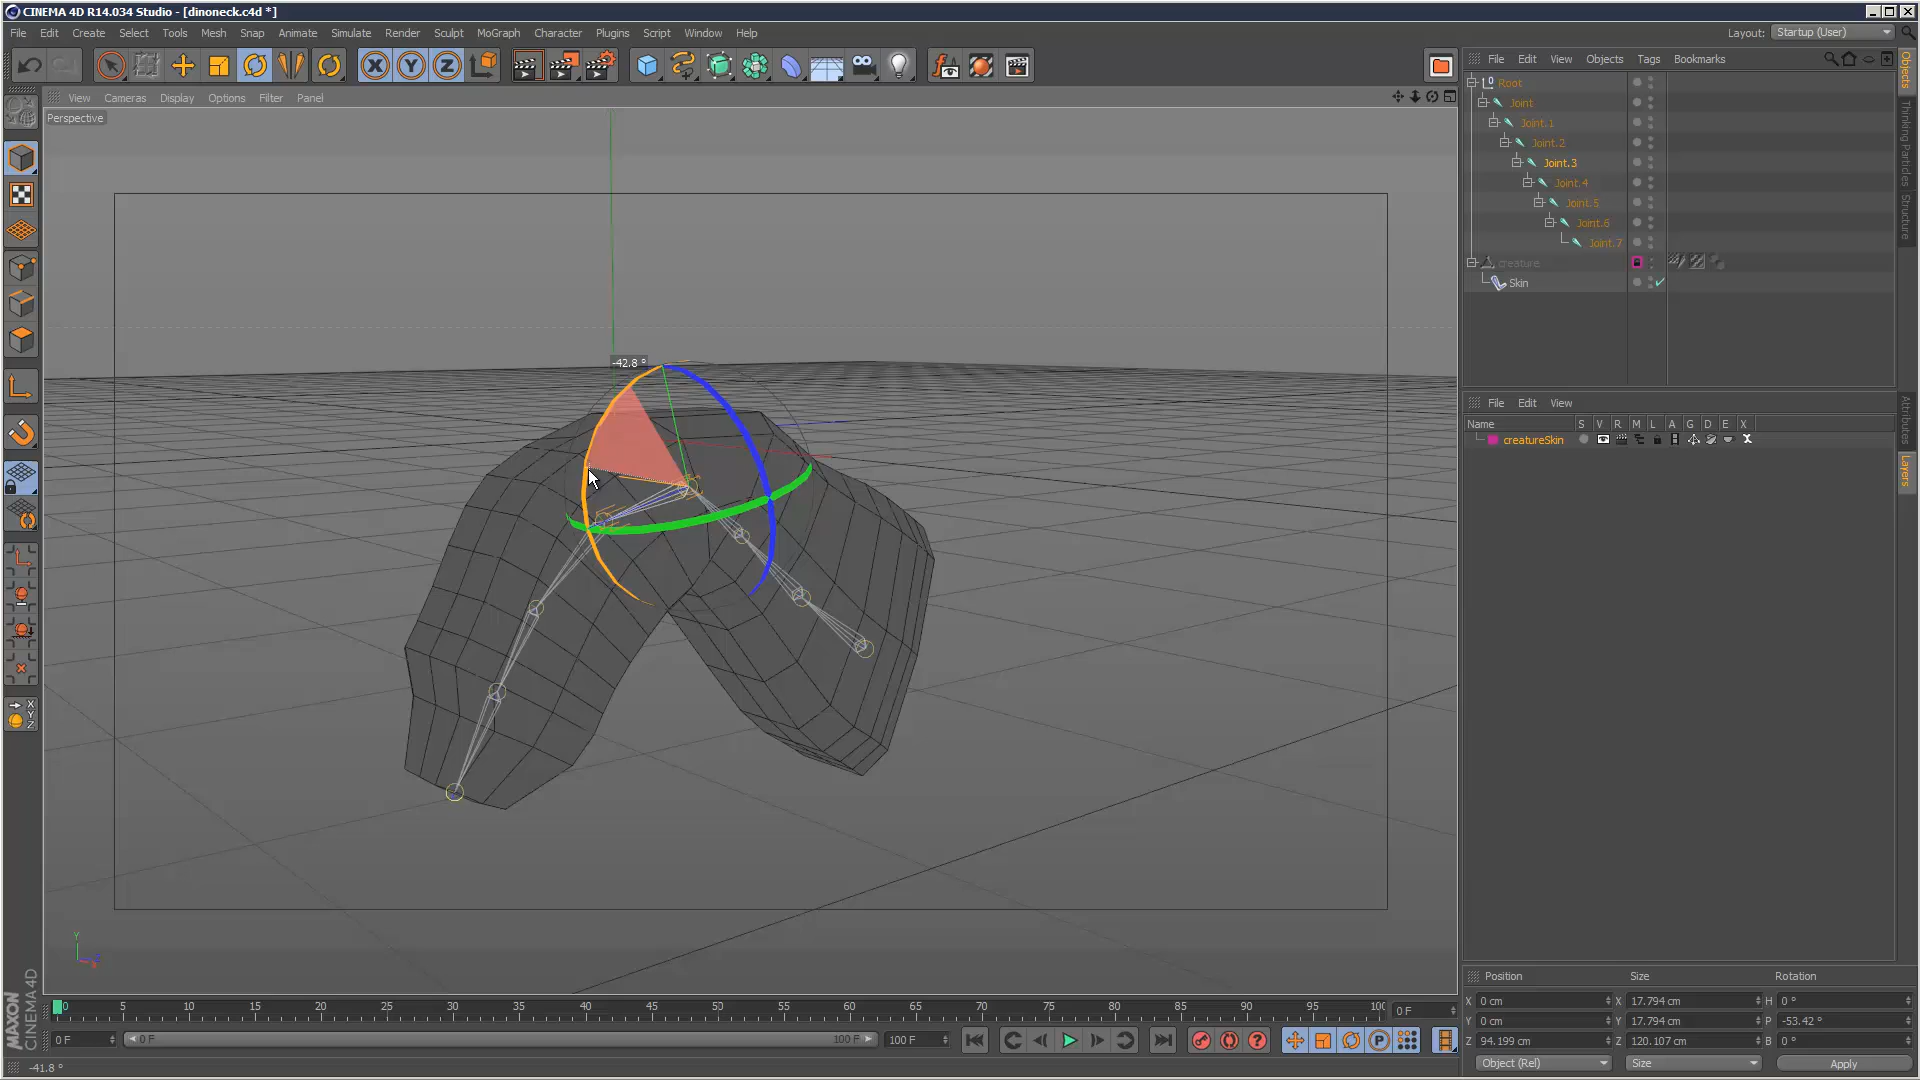 CINEMA 4D R14.034 Studio - [dinoneck.c4d *]
File Edit Create Select Tools Mesh Snap Animate Simulate Render Sculpt MoGraph Character Plugins Script Window Help
Layout: Startup (User)
X Y Z
View Cameras Display Options Filter Panel
Perspective
File Edit View Objects Tags Bookmarks
Root
Joint
Joint.1
Joint.2
Joint.3
Joint.4
Joint.5
Joint.6
Joint.7
creature
Skin
Objects
Thinking Particles
Structure
-42.8 °
File Edit View
Name S V R M L A G D E X
creatureSkin
Attributes
Layers
X
Y
Z
Y
MAXON
CINEMA 4D
0 5 10 15 20 25 30 35 40 45 50 55 60 65 70 75 80 85 90 95 100
0 F
0 F
0 F
100 F
100 F
P
Position Size Rotation
X 0 cm X 17.794 cm H 0 °
Y 0 cm Y 17.794 cm P -53.42 °
Z 94.199 cm Z 120.107 cm B 0 °
Object (Rel) Size Apply
-41.8 °